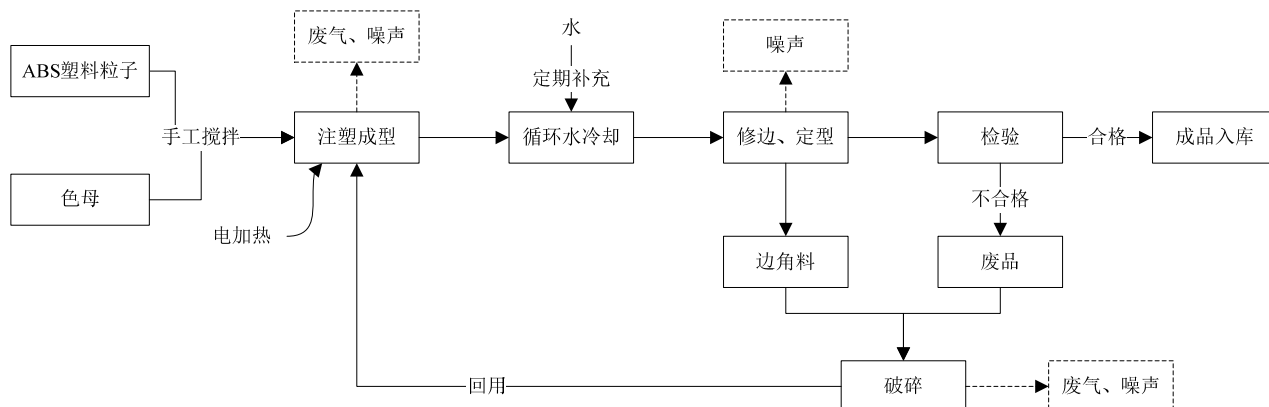 废气、噪声
水
噪声
ABS塑料粒子
定期补充
手工搅拌
注塑成型
循环水冷却
修边、定型
检验
合格
成品入库
色母
不合格
电加热
边角料
废品
回用
破碎
废气、噪声